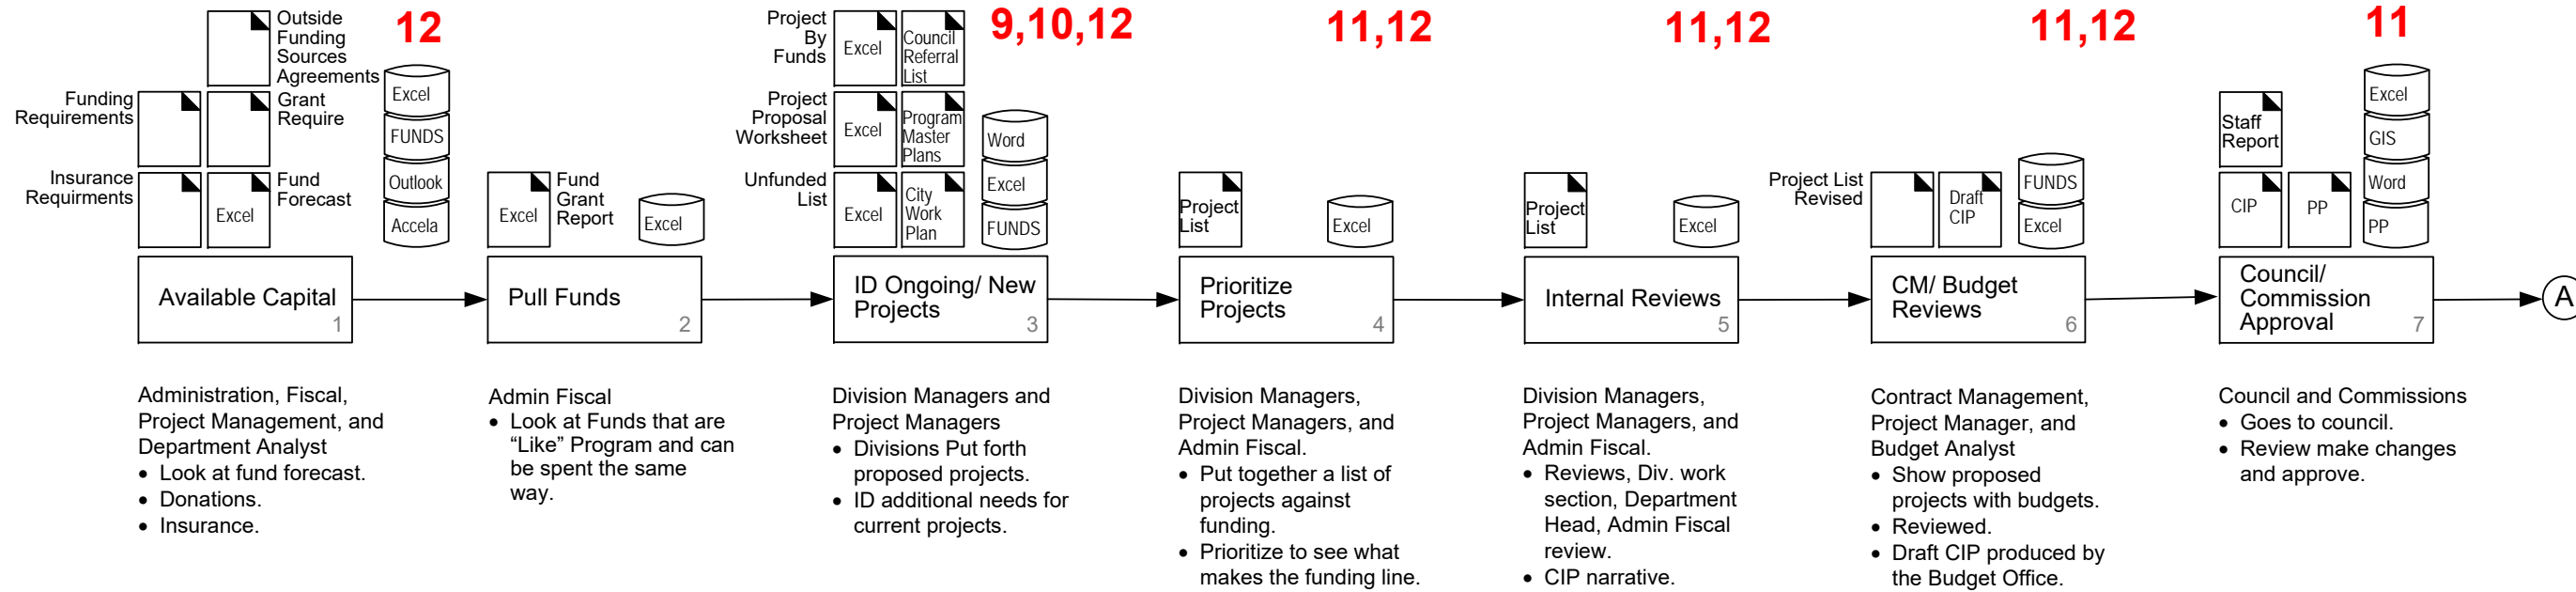 Outside
Funding
Sources
Agreements
12
Funding
Requirements
Grant
Require
Insurance
Requirments
Excel
Fund
Forecast
Excel
FUNDS
Outlook
Accela
Available Capital
1
Administration, Fiscal,
Project Management, and
Department Analyst
• Look at fund forecast.
• Donations.
• Insurance.
Excel
Fund
Grant
Report
Excel
Pull Funds
2
Admin Fiscal
• Look at Funds that are
“Like” Program and can
be spent the same
way.
Project
By
Funds
Excel
Council
Referral
List
9,10,12
Project
Proposal
Worksheet
Excel
Program
Master
Plans
Unfunded
List
Excel
City
Work
Plan
Word
Excel
FUNDS
ID Ongoing/ New
Projects
3
Division Managers and
Project Managers
• Divisions Put forth
proposed projects.
• ID additional needs for
current projects.
11,12
Project
List
Excel
Prioritize
Projects
4
Division Managers,
Project Managers, and
Admin Fiscal.
• Put together a list of
projects against
funding.
• Prioritize to see what
makes the funding line.
11,12
Project
List
Excel
Internal Reviews
5
Division Managers,
Project Managers, and
Admin Fiscal.
• Reviews, Div. work
section, Department
Head, Admin Fiscal
review.
• CIP narrative.
11,12
Project List
Revised
Draft
CIP
FUNDS
Excel
CM/ Budget
Reviews
6
Contract Management,
Project Manager, and
Budget Analyst
• Show proposed
projects with budgets.
• Reviewed.
• Draft CIP produced by
the Budget Office.
11
Staff
Report
CIP
PP
Excel
GIS
Word
PP
Council/
Commission
Approval
7
Council and Commissions
• Goes to council.
• Review make changes
and approve.
A